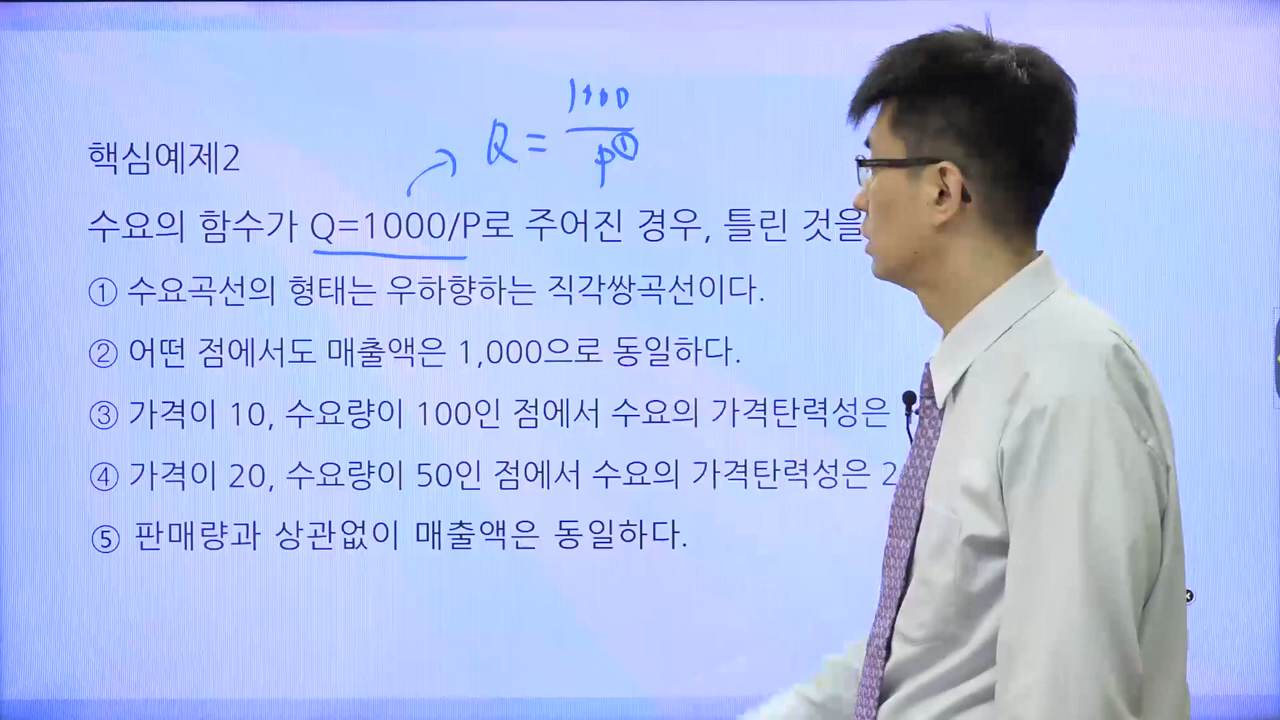 Q = 1000 / P①
핵심예제2
수요의 함수가 Q=1000/P로 주어진 경우, 틀린 것을
① 수요곡선의 형태는 우하향하는 직각쌍곡선이다.
② 어떤 점에서도 매출액은 1,000으로 동일하다.
③ 가격이 10, 수요량이 100인 점에서 수요의 가격탄력성은
④ 가격이 20, 수요량이 50인 점에서 수요의 가격탄력성은 2
⑤ 판매량과 상관없이 매출액은 동일하다.